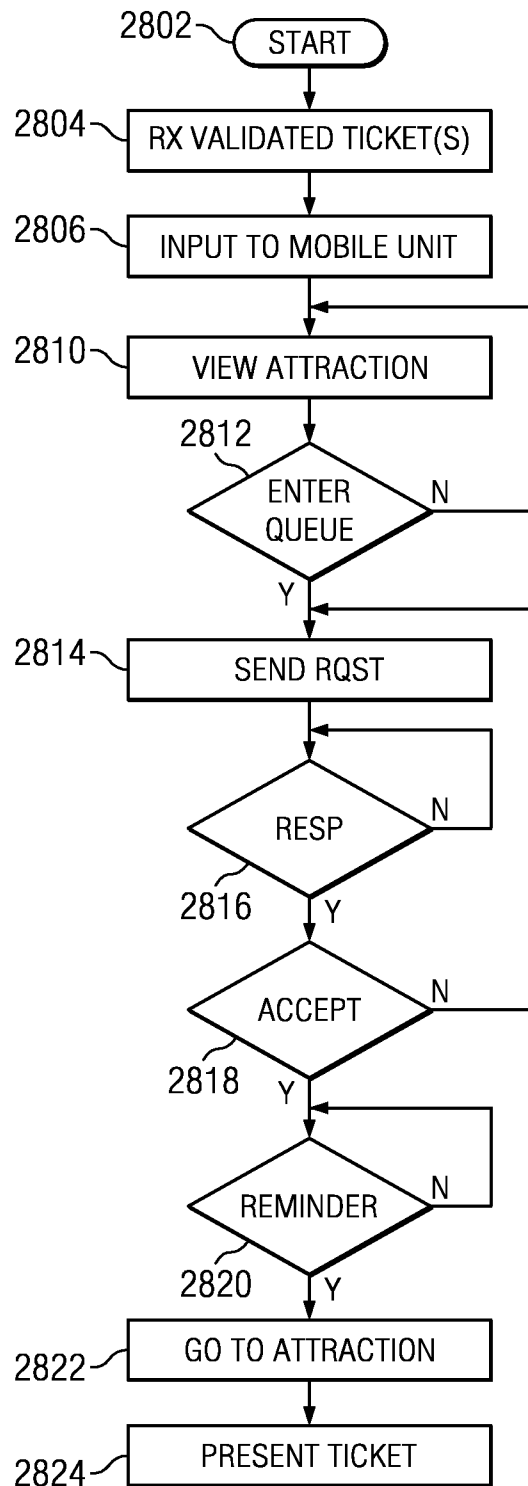 2802
START
2804
RX VALIDATED TICKET(S)
2806
INPUT TO MOBILE UNIT
2810
VIEW ATTRACTION
2812
ENTER
QUEUE
N
Y
2814
SEND RQST
RESP
N
2816
Y
ACCEPT
N
2818
Y
REMINDER
N
2820
Y
2822
GO TO ATTRACTION
2824
PRESENT TICKET